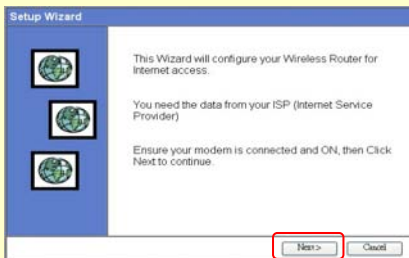 Setup Wizard
This Wizard will configure your Wireless Router for
Internet access.
You need the data from your ISP (Internet Service
Provider)
Ensure your modem is connected and ON, then Click
Next to continue.
Next >
Cancel